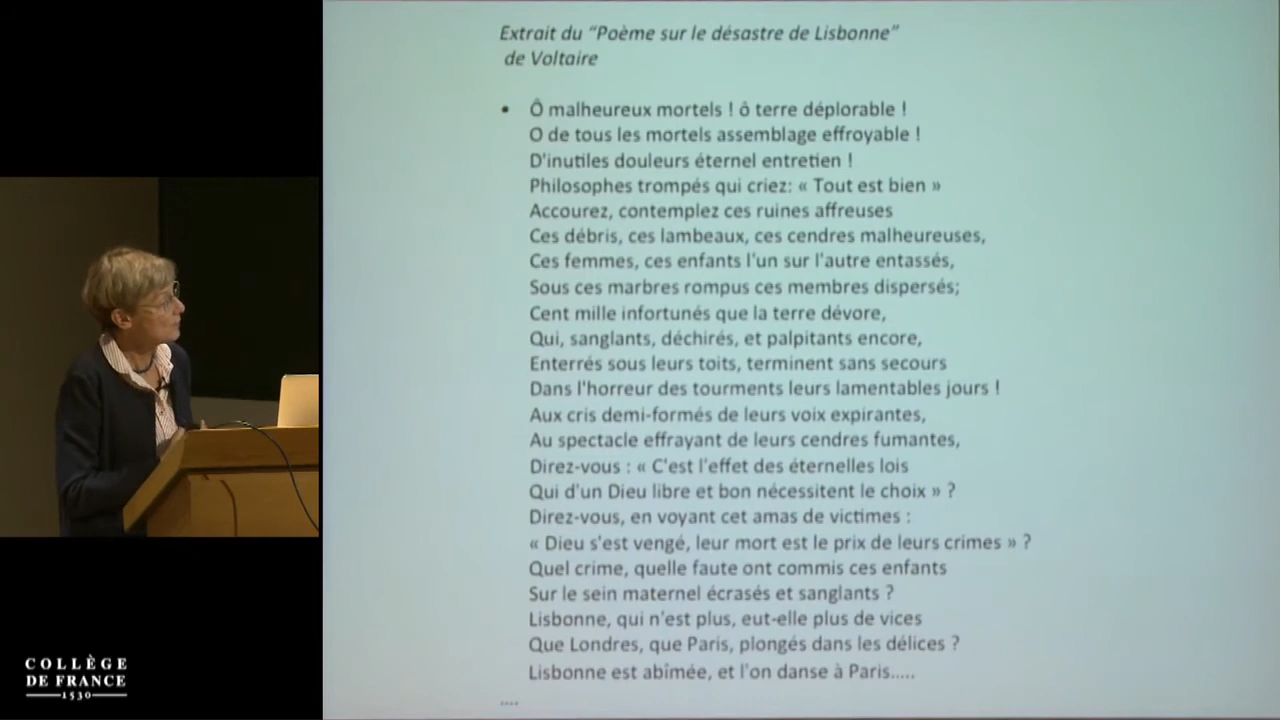 Extrait du “Poème sur le désastre de Lisbonne”
de Voltaire
• Ô malheureux mortels ! ô terre déplorable !
O de tous les mortels assemblage effroyable !
D'inutiles douleurs éternel entretien !
Philosophes trompés qui criez: « Tout est bien »
Accourez, contemplez ces ruines affreuses
Ces débris, ces lambeaux, ces cendres malheureuses,
Ces femmes, ces enfants l'un sur l'autre entassés,
Sous ces marbres rompus ces membres dispersés;
Cent mille infortunés que la terre dévore,
Qui, sanglants, déchirés, et palpitants encore,
Enterrés sous leurs toits, terminent sans secours
Dans l'horreur des tourments leurs lamentables jours !
Aux cris demi-formés de leurs voix expirantes,
Au spectacle effrayant de leurs cendres fumantes,
Direz-vous : « C'est l'effet des éternelles lois
Qui d'un Dieu libre et bon nécessitent le choix » ?
Direz-vous, en voyant cet amas de victimes :
« Dieu s'est vengé, leur mort est le prix de leurs crimes » ?
Quel crime, quelle faute ont commis ces enfants
Sur le sein maternel écrasés et sanglants ?
Lisbonne, qui n'est plus, eut-elle plus de vices
Que Londres, que Paris, plongés dans les délices ?
Lisbonne est abîmée, et l'on danse à Paris.....
....
COLLÈGE
DE FRANCE
1530